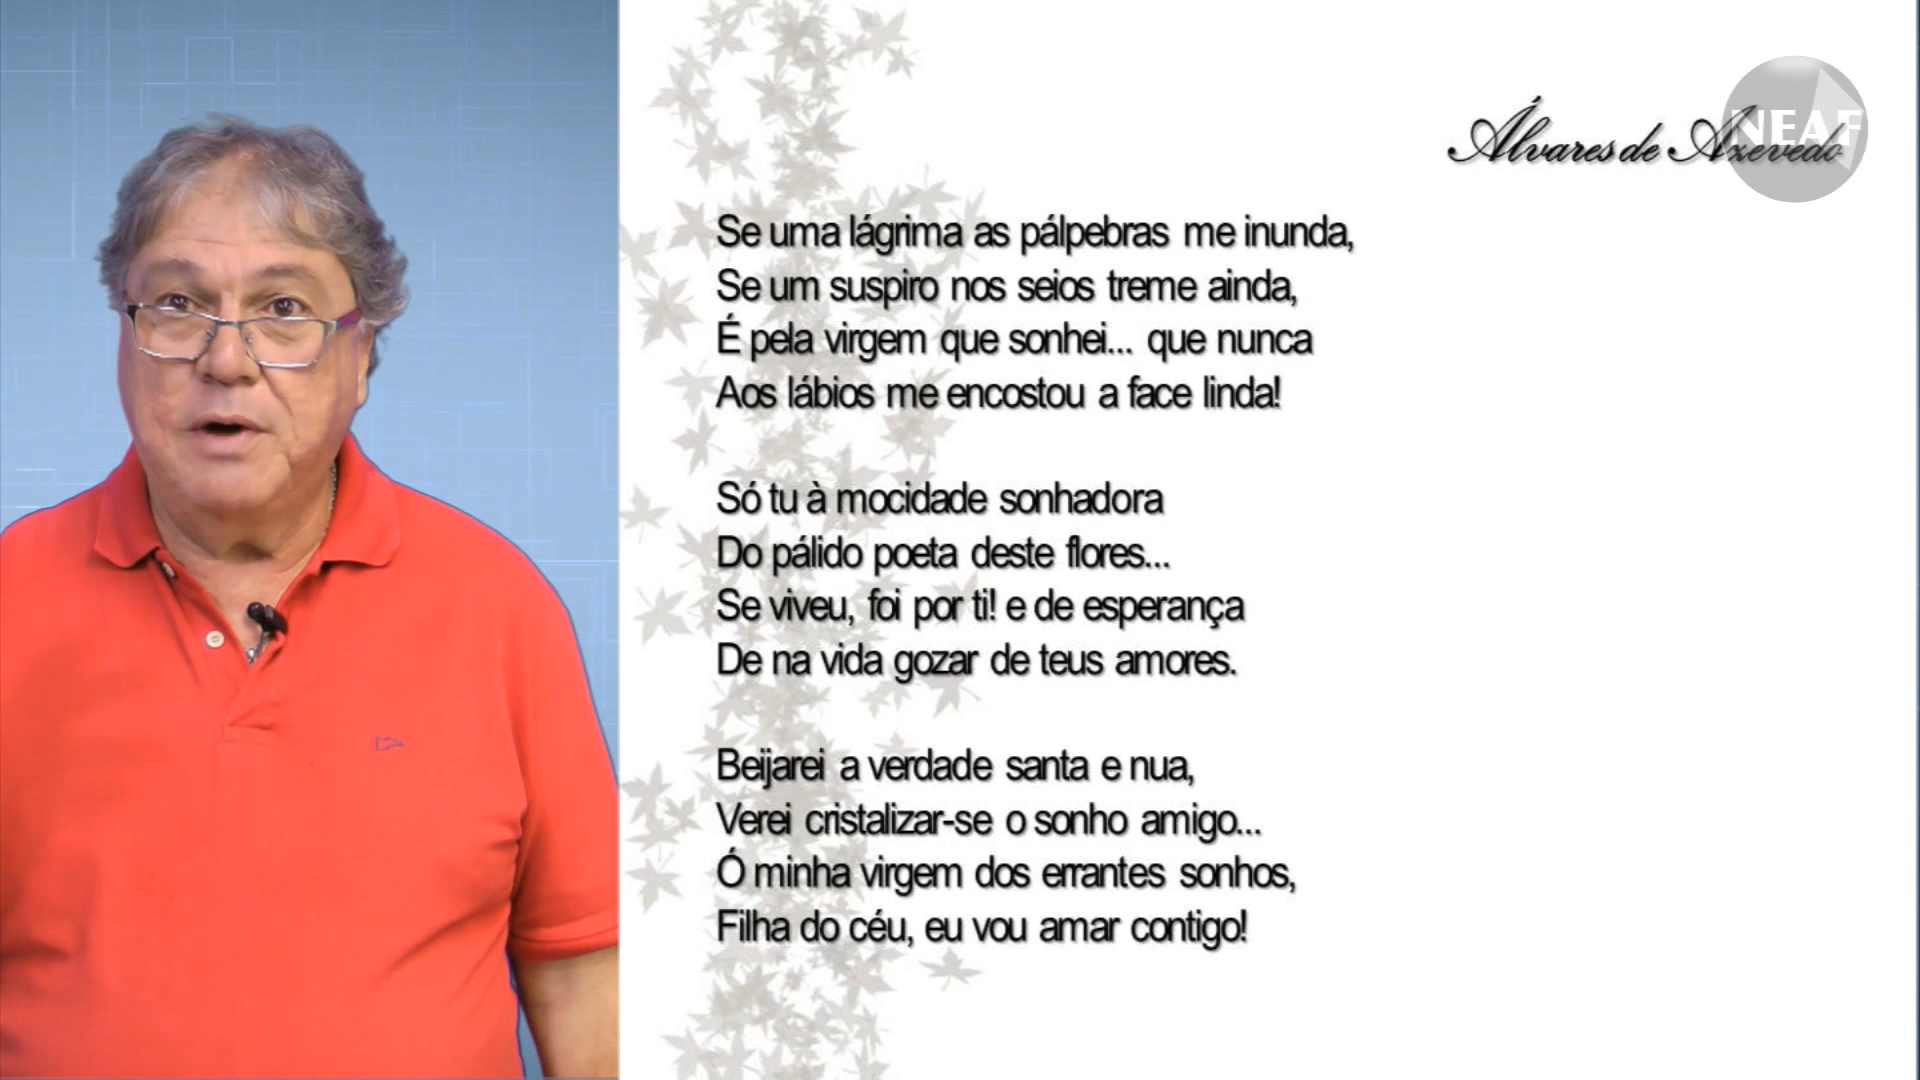 Álvares de Azevedo
NEAF
Se uma lágrima as pálpebras me inunda,
Se um suspiro nos seios treme ainda,
É pela virgem que sonhei... que nunca
Aos lábios me encostou a face linda!
Só tu à mocidade sonhadora
Do pálido poeta deste flores...
Se viveu, foi por ti! e de esperança
De na vida gozar de teus amores.
Beijarei a verdade santa e nua,
Verei cristalizar-se o sonho amigo...
Ó minha virgem dos errantes sonhos,
Filha do céu, eu vou amar contigo!